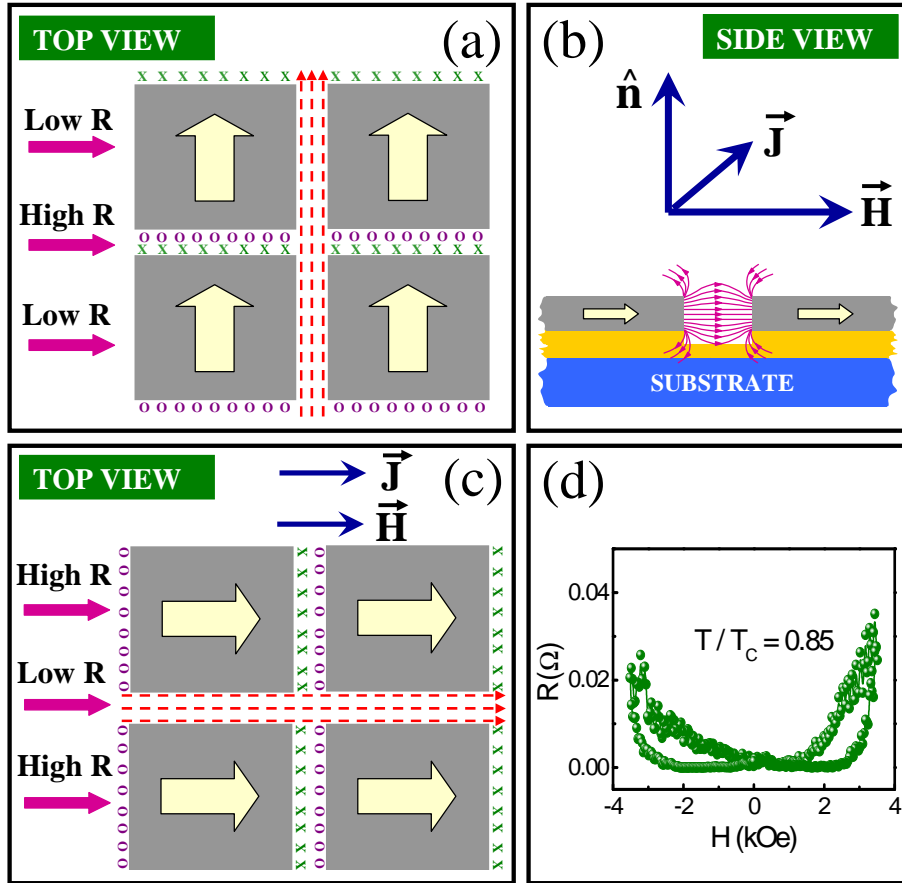 TOP VIEW
(a)
x x x x x x x x x x x x x x x x
Low R
High R
o o o o o o o o o o o o o o o o o o
x x x x x x x x x x x x x x x x
Low R
o o o o o o o o o o o o o o o o o o
(b)
SIDE VIEW
n̂
J⃗
H⃗
SUBSTRATE
TOP VIEW
J⃗
(c)
H⃗
High R
Low R
High R
(d)
0.04
T / T_C = 0.85
0.02
0.00
R (Ω)
-4 -2 0 2 4
H (kOe)